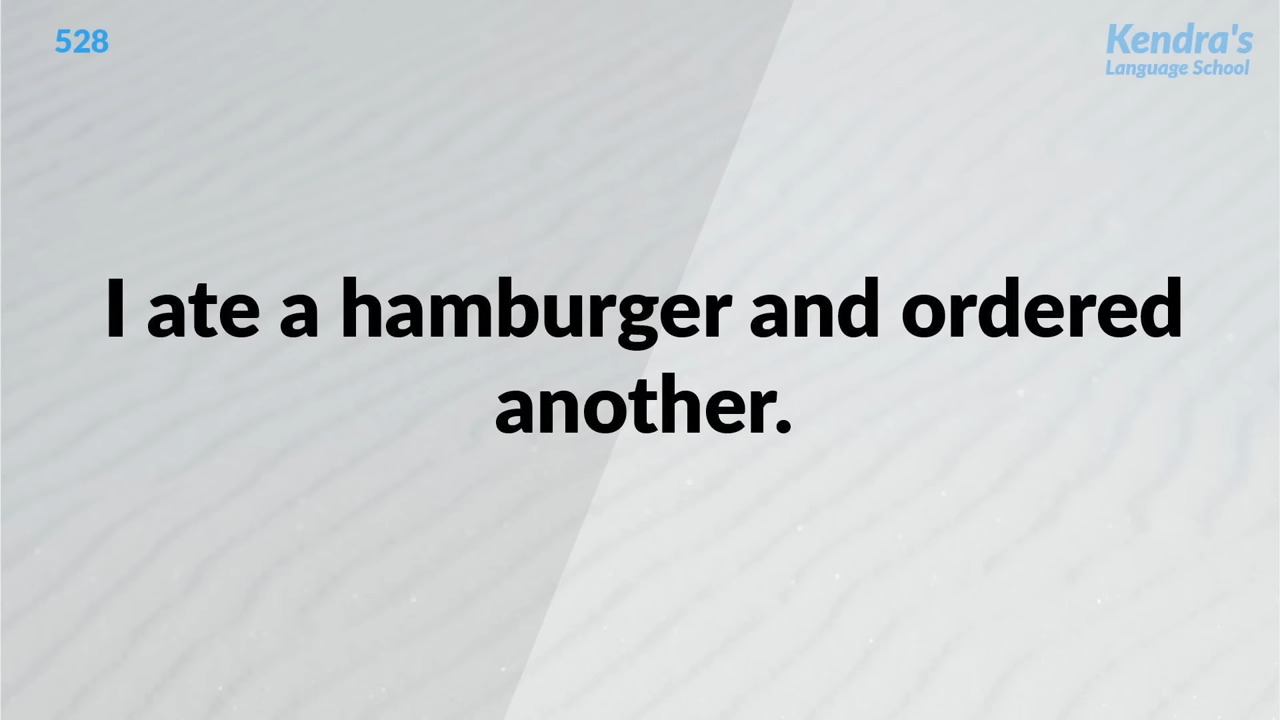 528
Kendra's
Language School
I ate a hamburger and ordered
another.